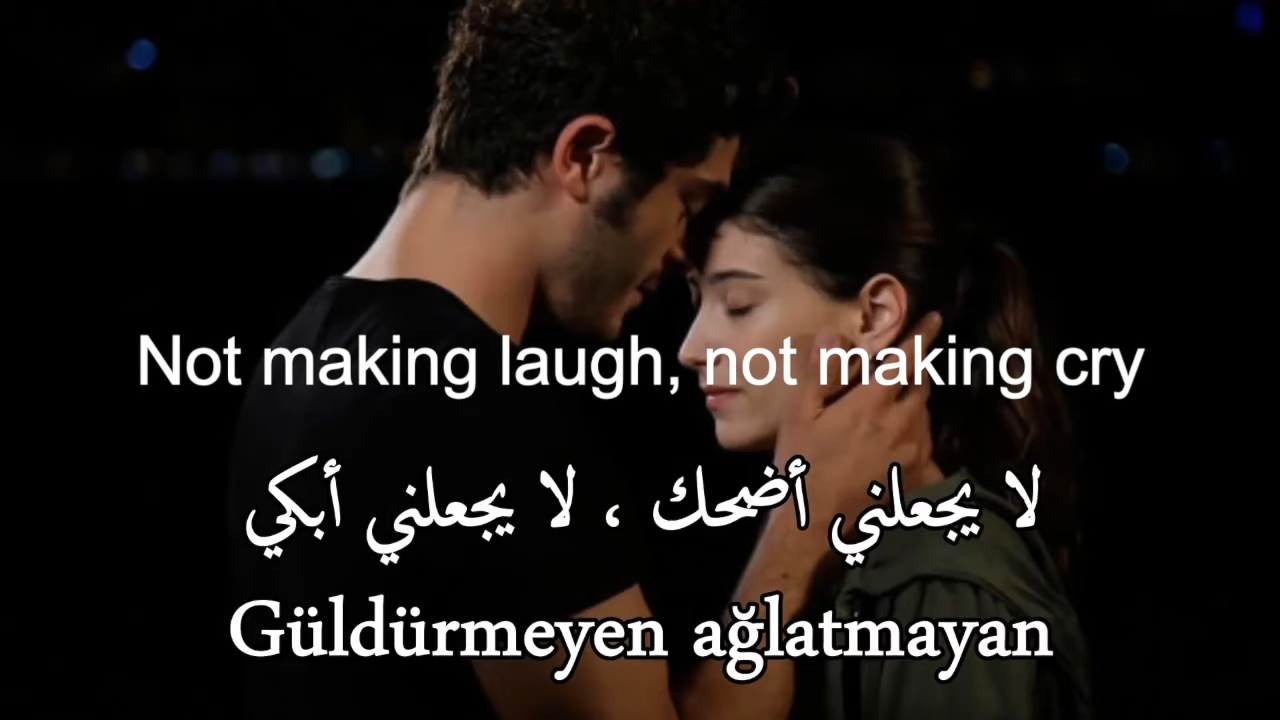 Not making laugh, not making cry
لا يجعلني أضحك ، لا يجعلني أبكي
Güldürmeyen ağlatmayan